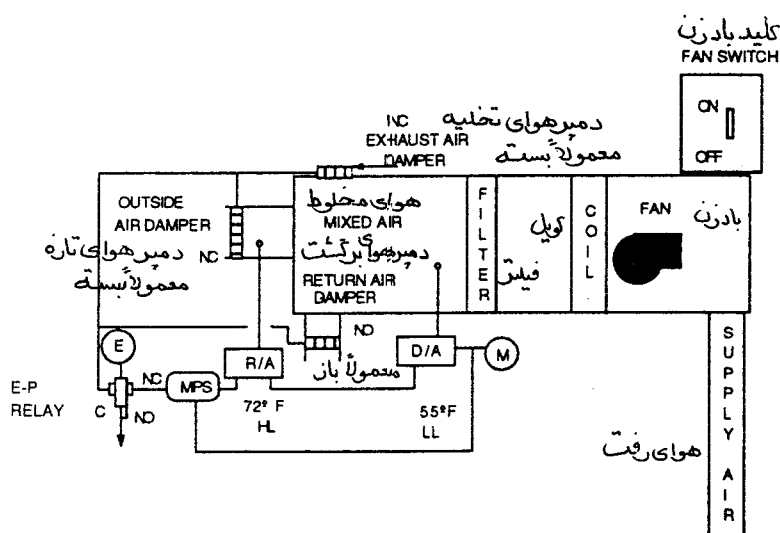 کلید بادزن
FAN SWITCH
ON
OFF
INC
EXHAUST AIR
DAMPER
دمپر هوای تخلیه
معمولاً بسته
OUTSIDE
AIR DAMPER
NC
دمپر هوای تازه
معمولاً بسته
هوای مخلوط
MIXED AIR
دمپر هوای برگشت
RETURN AIR
DAMPER
NO
معمولاً باز
FILTER
فیلتر
کویل
COIL
FAN
بادزن
E
E-P
RELAY
C
NC
NO
MPS
R/A
72° F
HL
D/A
55°F
LL
M
هوای رفت
SUPPLY AIR